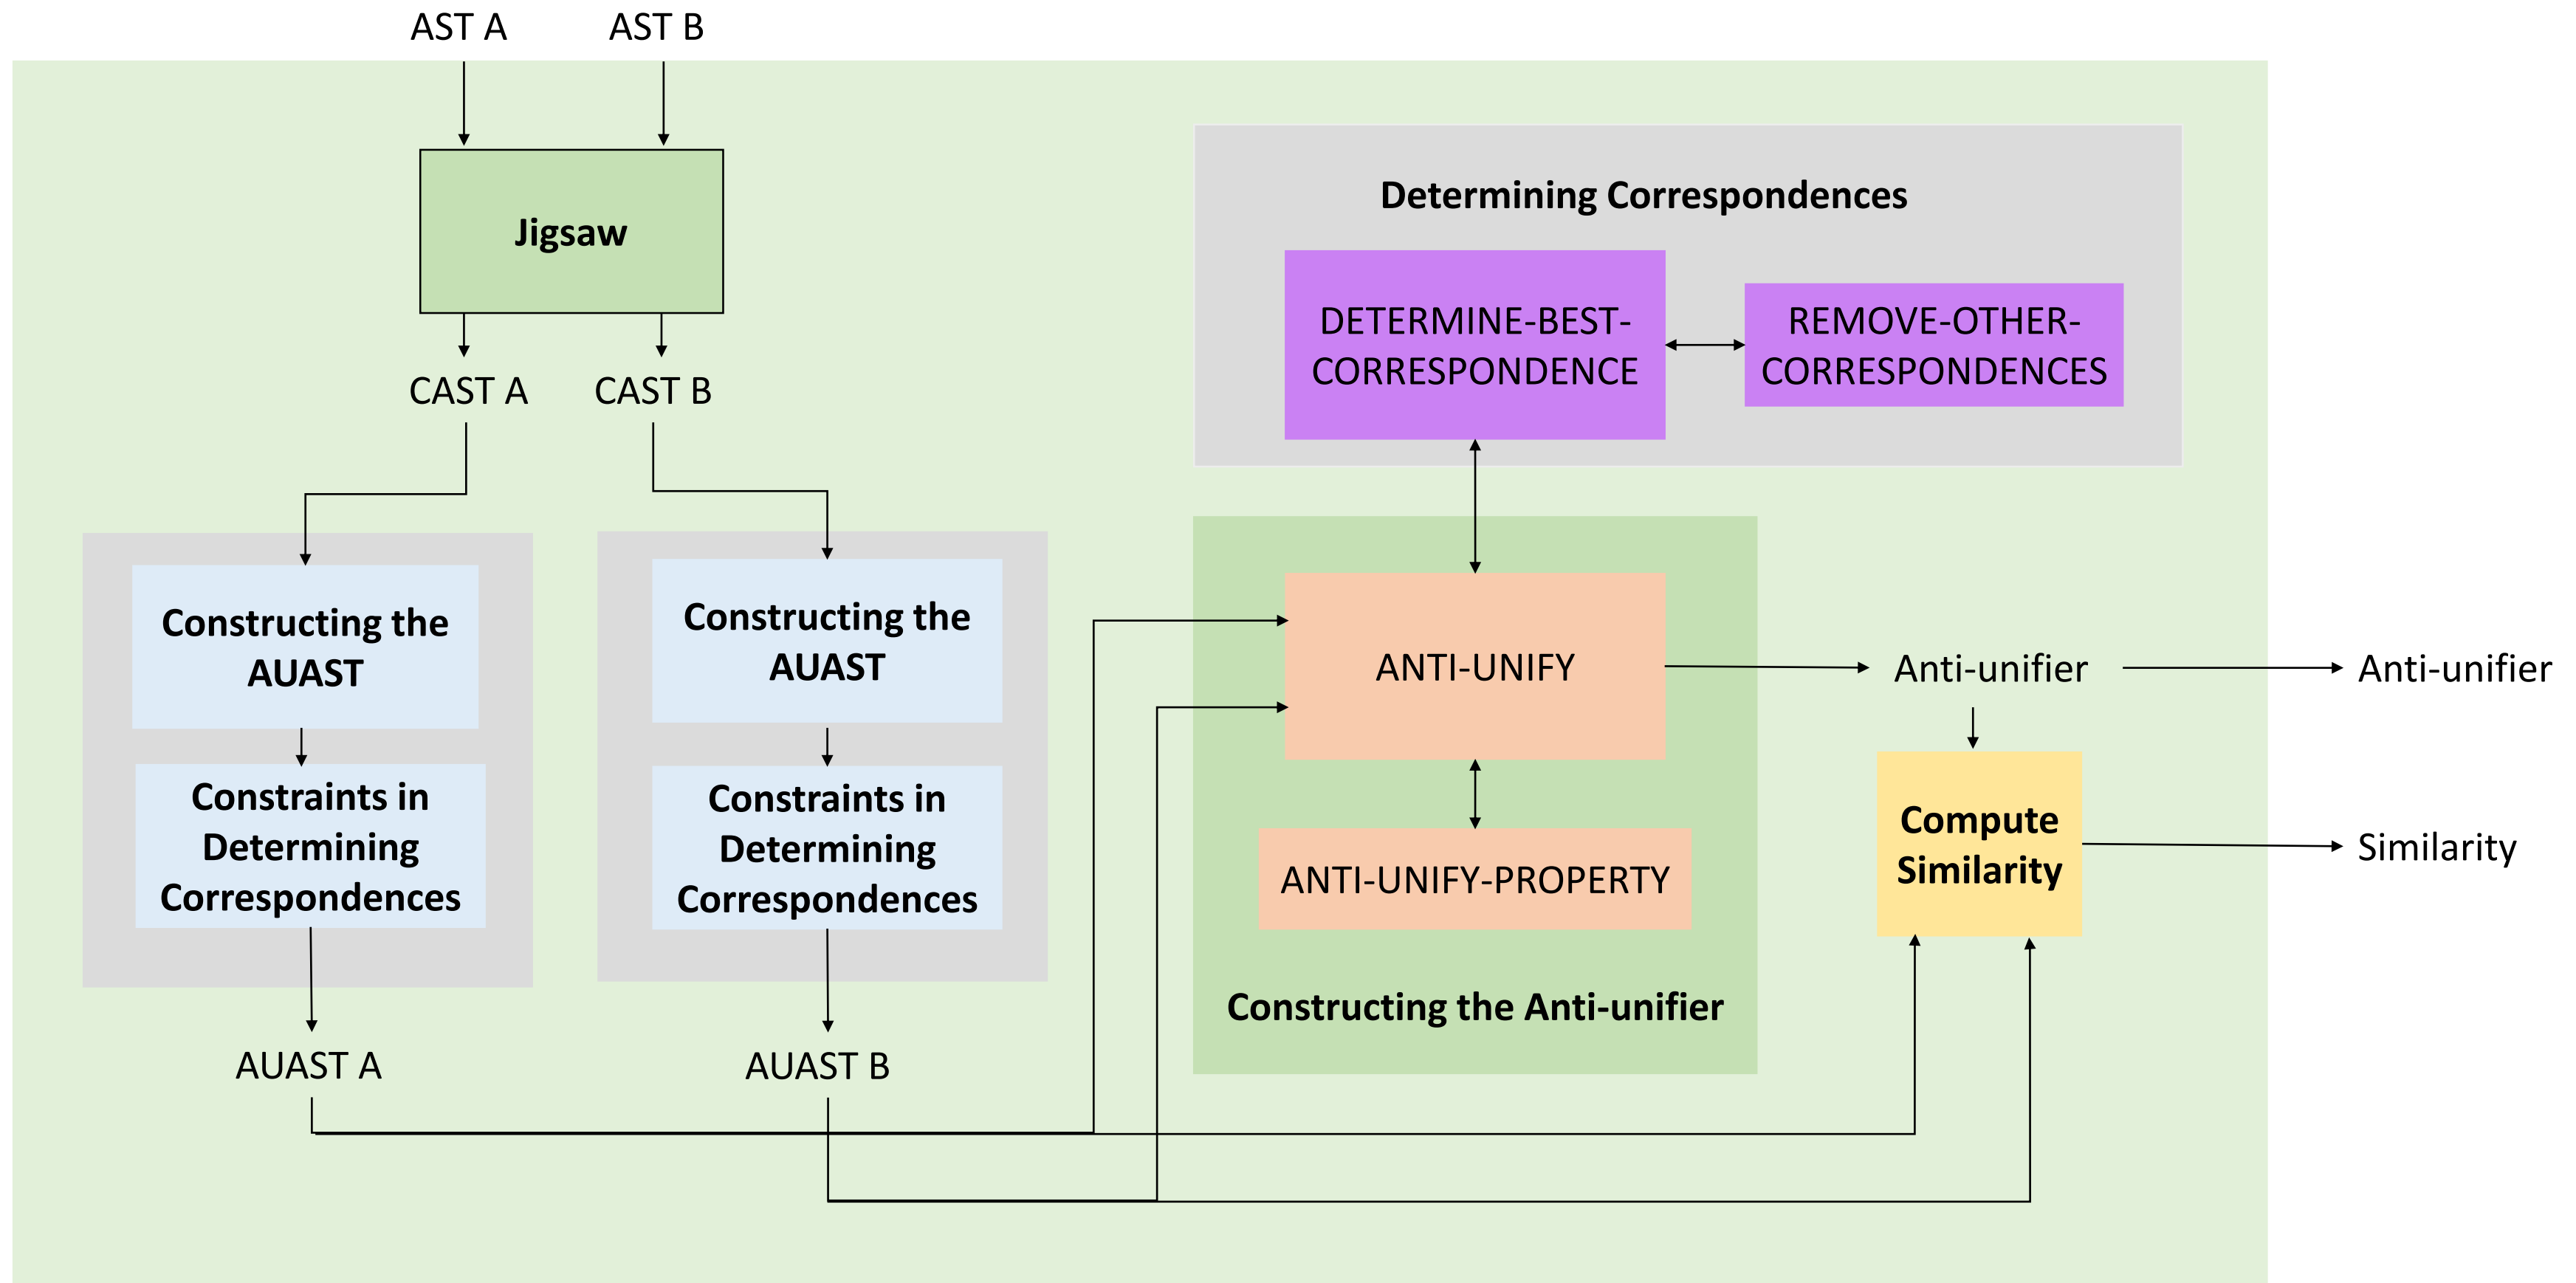 AST A
AST B
Jigsaw
CAST A
CAST B
Constructing the
AUAST
Constraints in
Determining
Correspondences
AUAST A
Constructing the
AUAST
Constraints in
Determining
Correspondences
AUAST B
Determining Correspondences
DETERMINE-BEST-
CORRESPONDENCE
REMOVE-OTHER-
CORRESPONDENCES
ANTI-UNIFY
ANTI-UNIFY-PROPERTY
Constructing the Anti-unifier
Anti-unifier
Compute
Similarity
Anti-unifier
Similarity